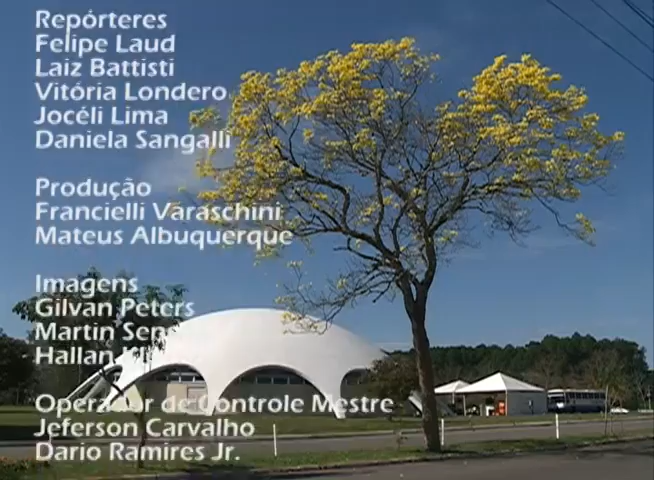 Repórteres
Felipe Laud
Laiz Battisti
Vitória Londero
Jocéli Lima
Daniela Sangalli
Produção
Francielli Varaschini
Mateus Albuquerque
Imagens
Gilvan Peters
Martin
Hallan
Operador de Controle Mestre
Jeferson Carvalho
Dario Ramires Jr.